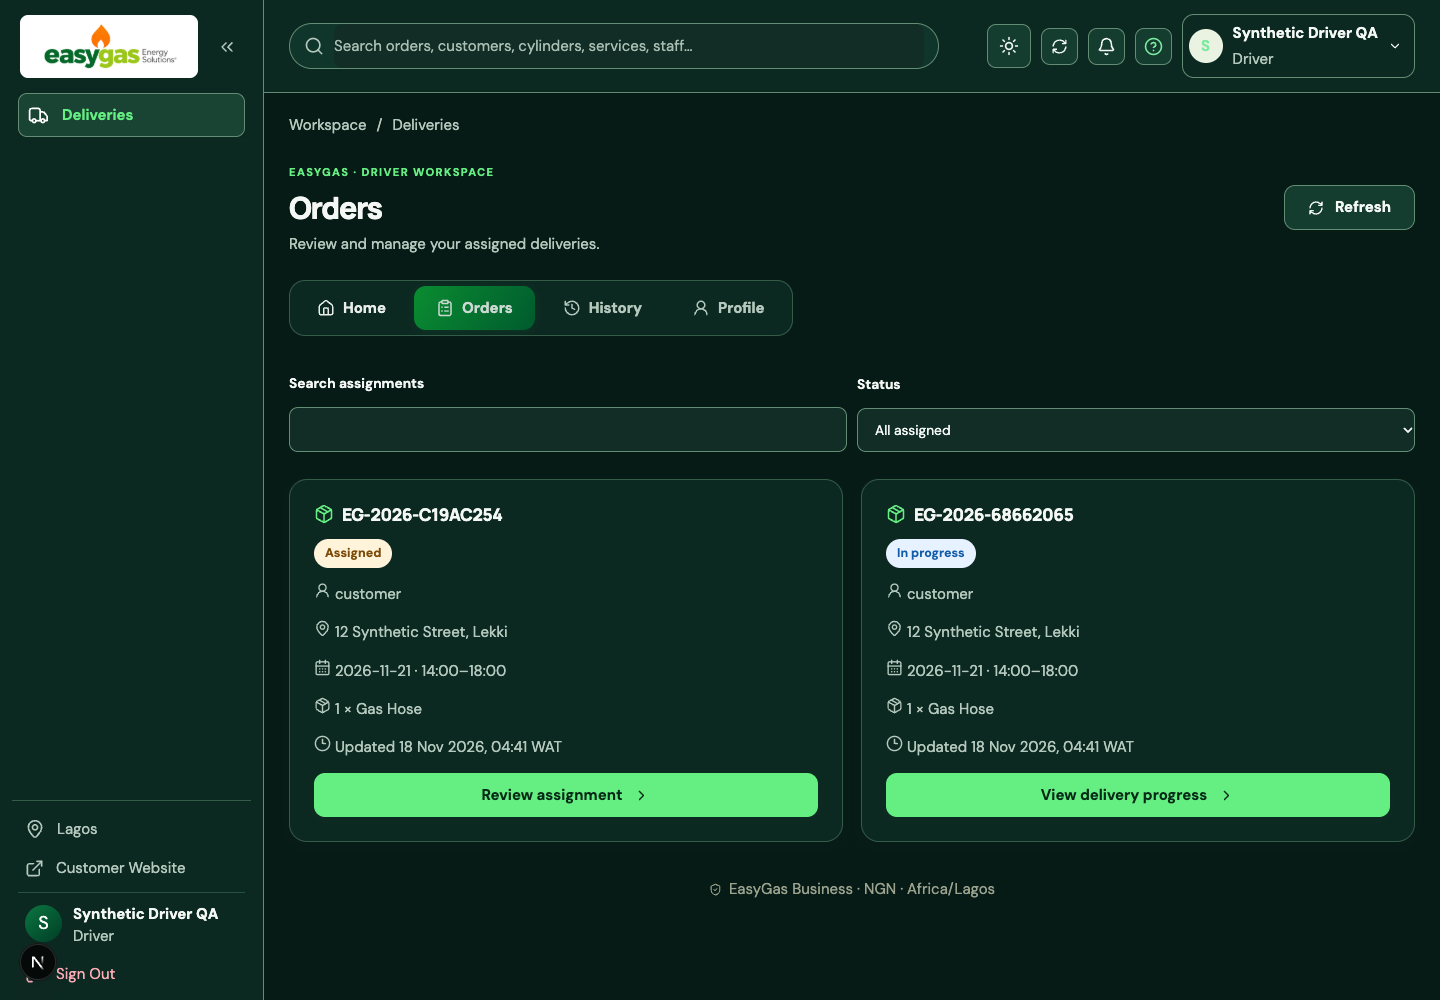 easygas Energy Solutions
Deliveries
Search orders, customers, cylinders, services, staff...
S
Synthetic Driver QA
Driver
Workspace / Deliveries
EASYGAS · DRIVER WORKSPACE
Orders
Review and manage your assigned deliveries.
Refresh
Home
Orders
History
Profile
Search assignments
Status
All assigned
EG-2026-C19AC254
Assigned
customer
12 Synthetic Street, Lekki
2026-11-21 · 14:00–18:00
1 × Gas Hose
Updated 18 Nov 2026, 04:41 WAT
Review assignment
EG-2026-68662065
In progress
customer
12 Synthetic Street, Lekki
2026-11-21 · 14:00–18:00
1 × Gas Hose
Updated 18 Nov 2026, 04:41 WAT
View delivery progress
EasyGas Business · NGN · Africa/Lagos
Lagos
Customer Website
S
Synthetic Driver QA
Driver
N
Sign Out